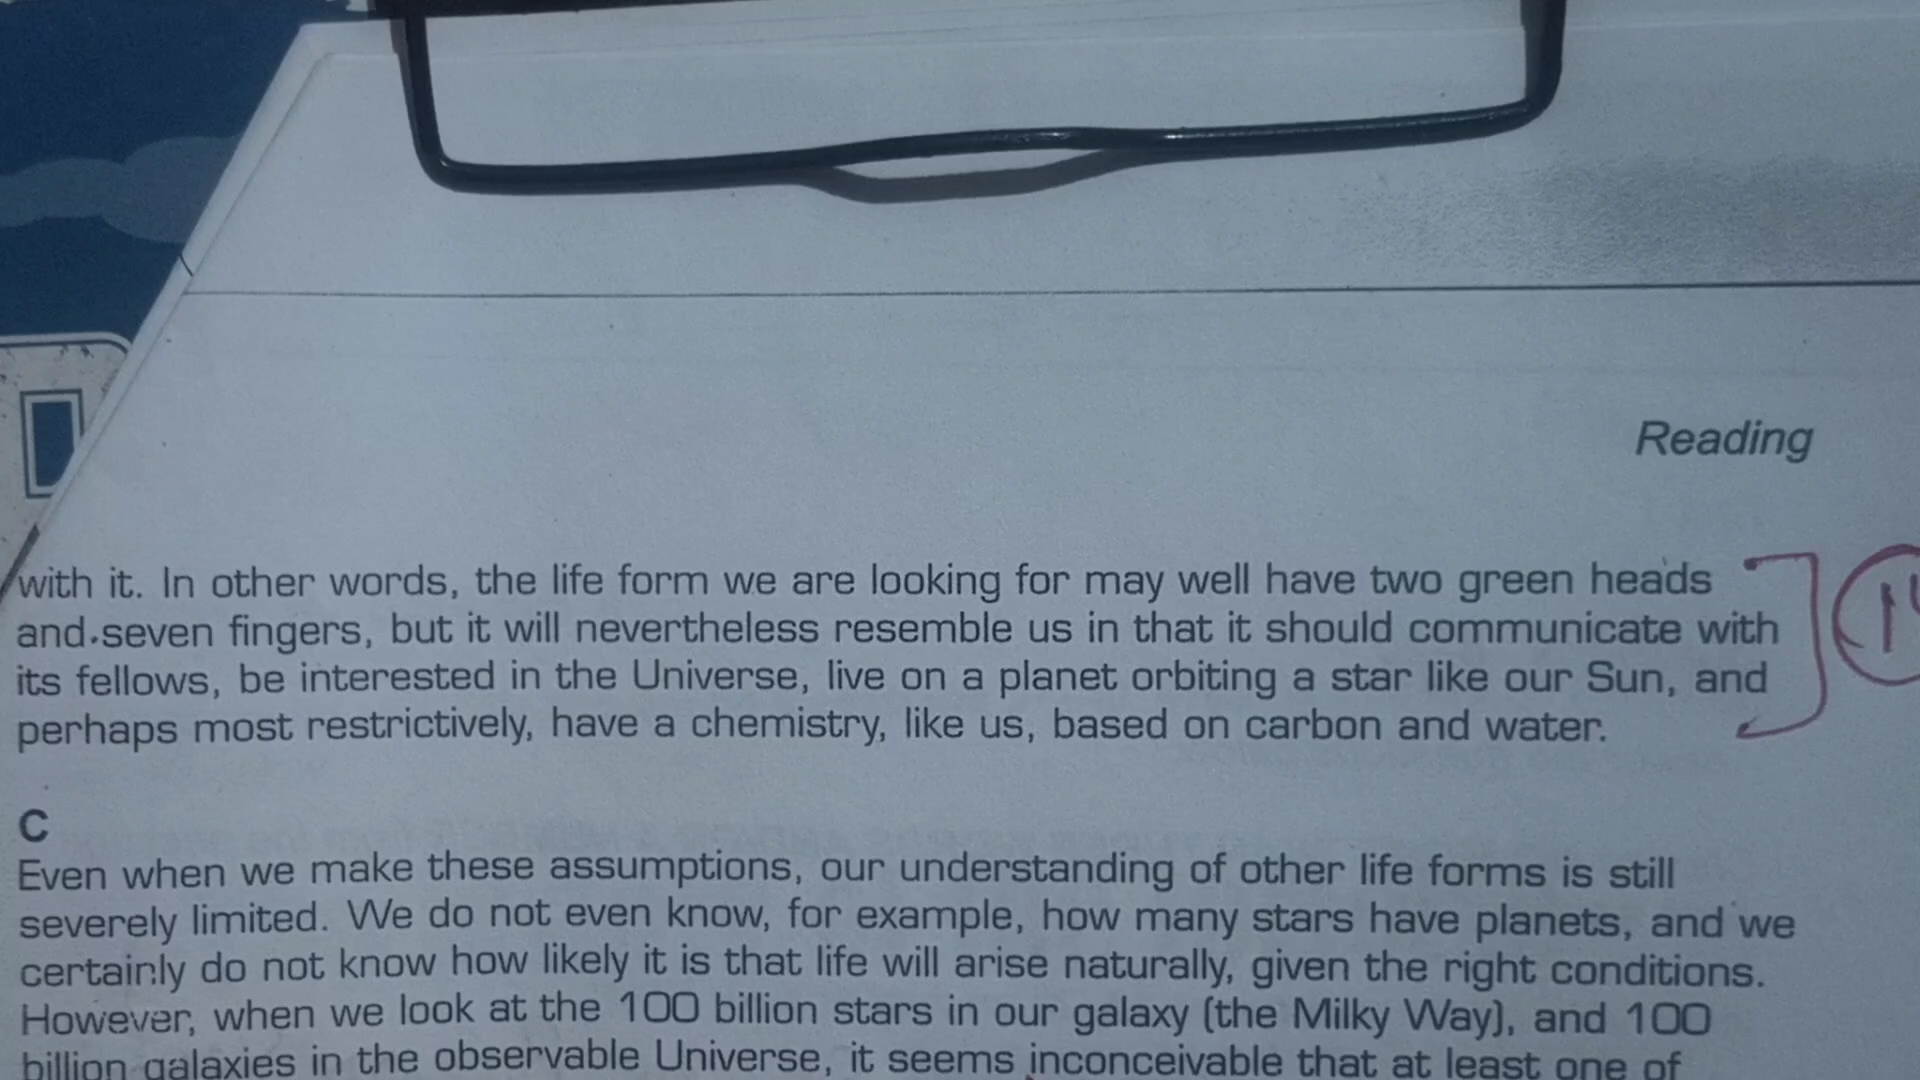 Reading
with it. In other words, the life form we are looking for may well have two green heads
and seven fingers, but it will nevertheless resemble us in that it should communicate with
its fellows, be interested in the Universe, live on a planet orbiting a star like our Sun, and
perhaps most restrictively, have a chemistry, like us, based on carbon and water.
C
Even when we make these assumptions, our understanding of other life forms is still
severely limited. We do not even know, for example, how many stars have planets, and we
certainly do not know how likely it is that life will arise naturally, given the right conditions.
However, when we look at the 100 billion stars in our galaxy (the Milky Way), and 100
billion galaxies in the observable Universe, it seems inconceivable that at least one of